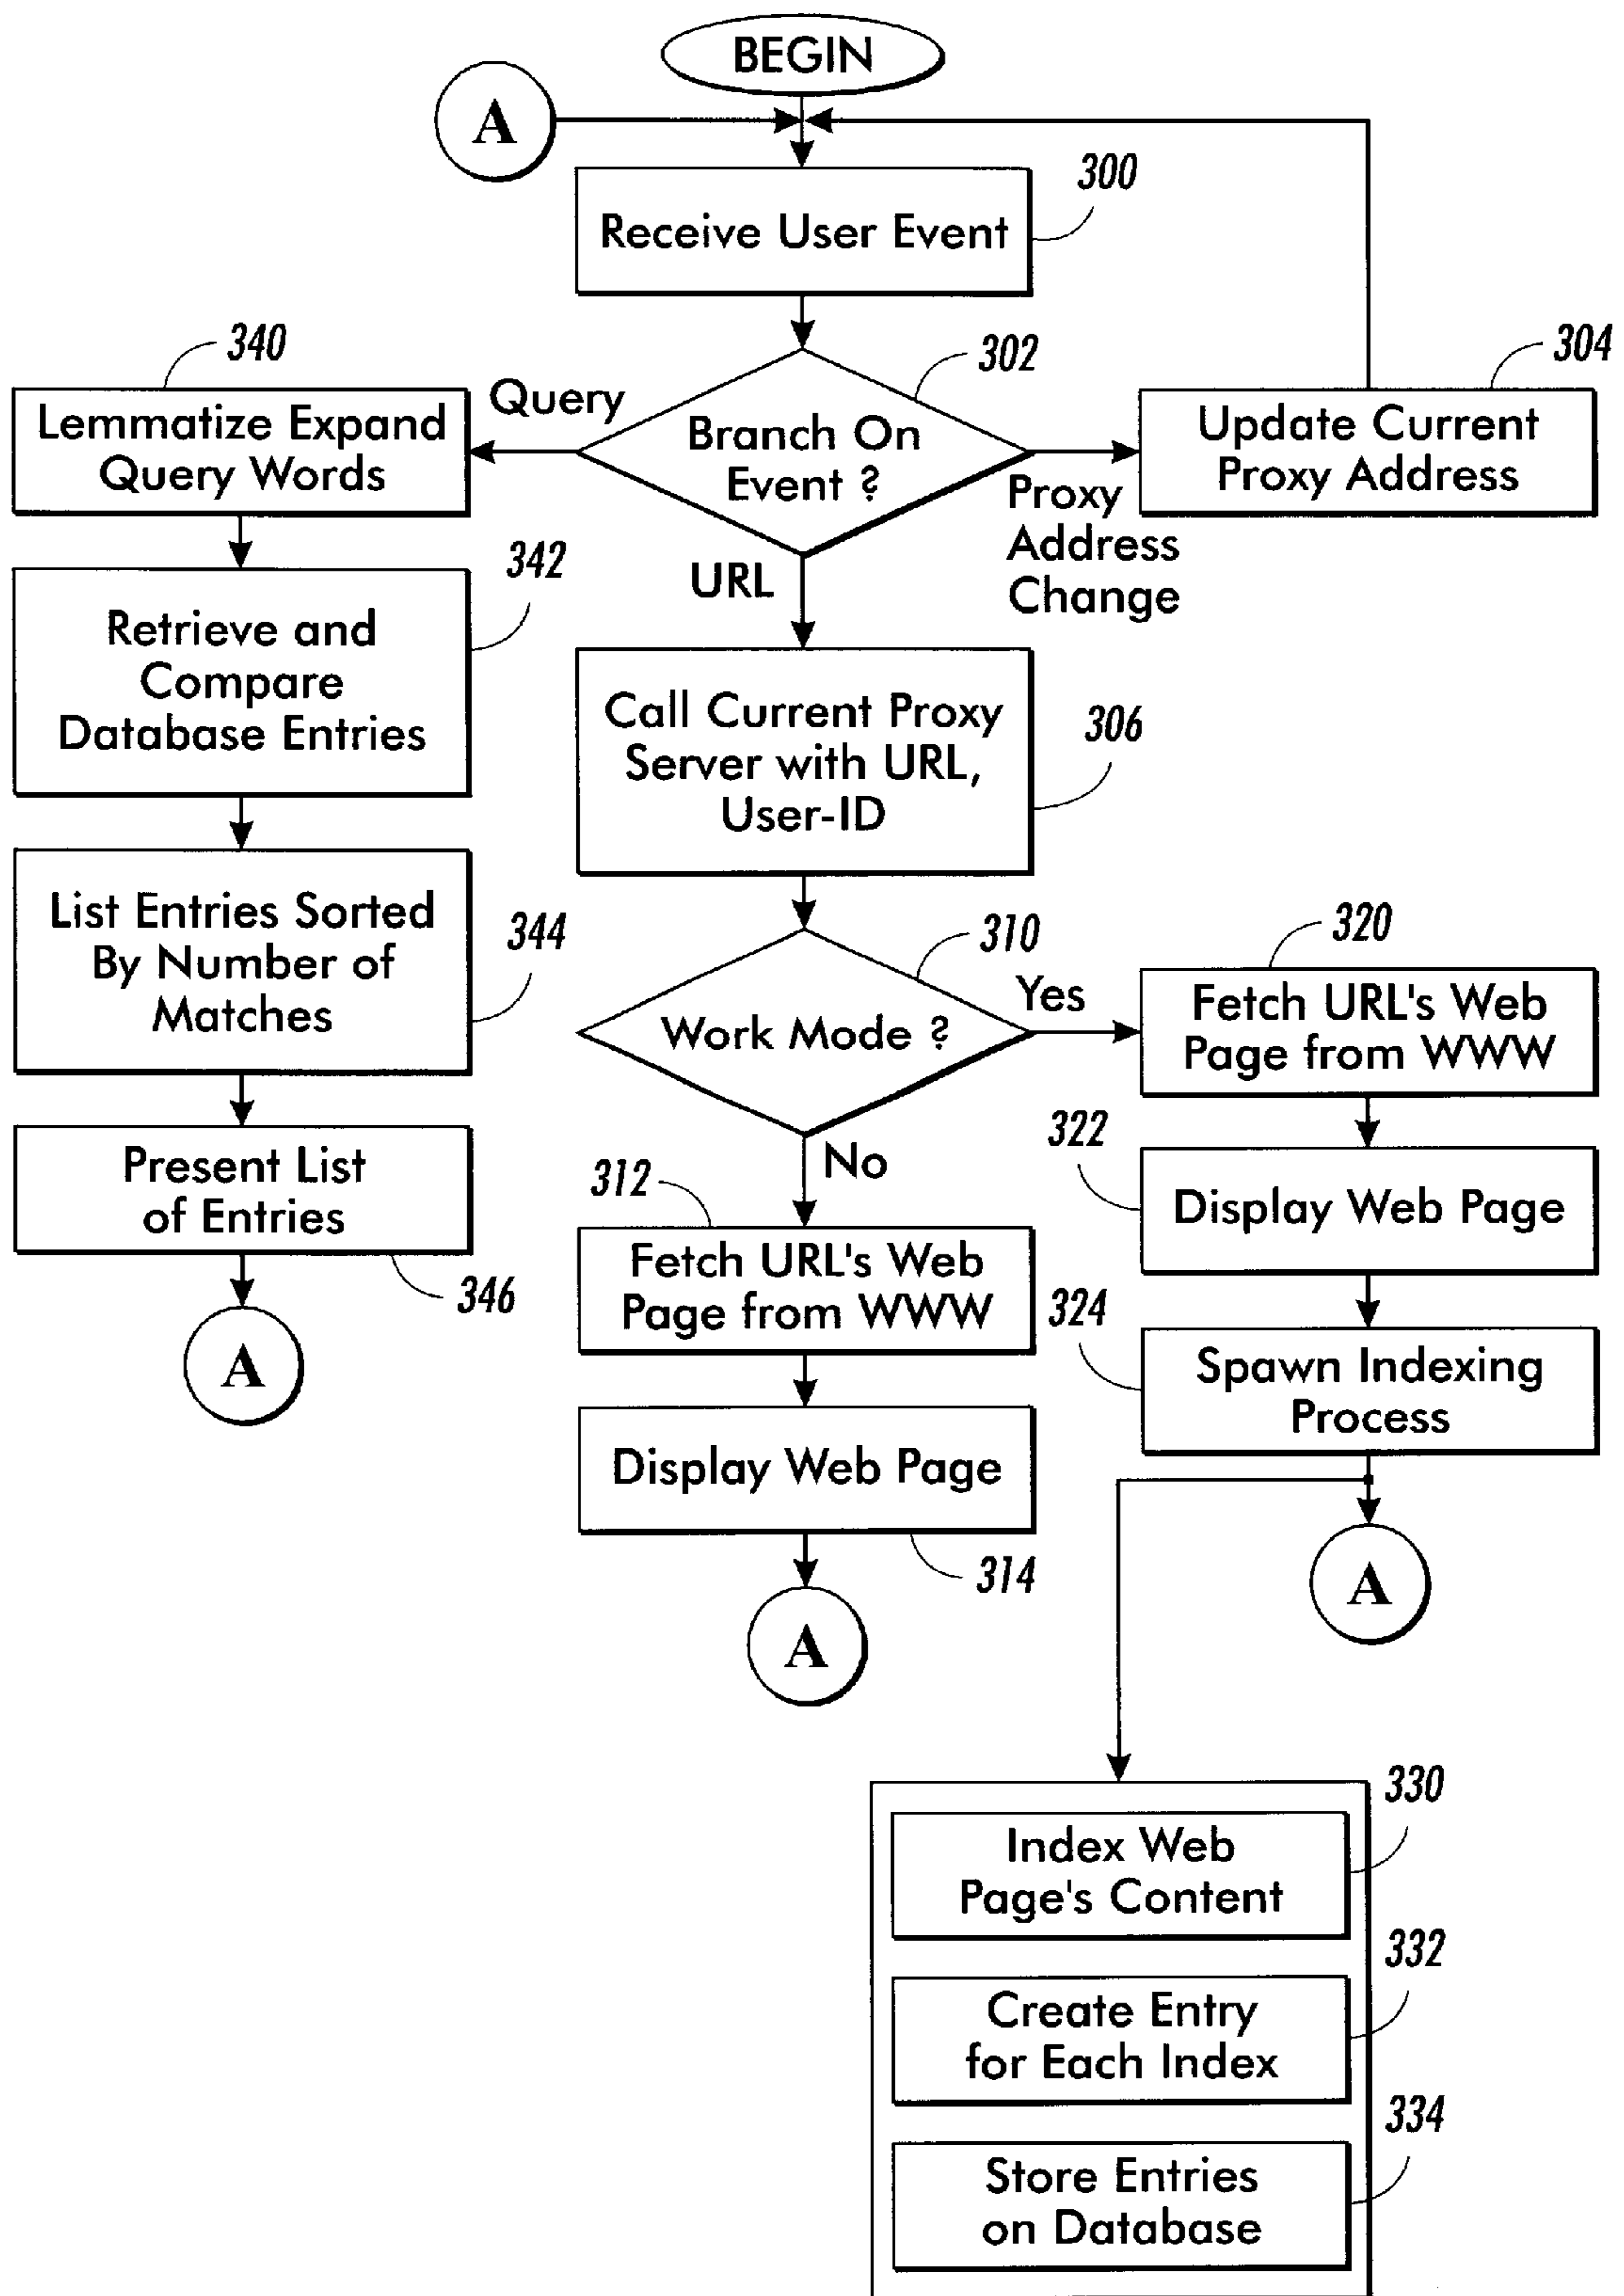 BEGIN
A
300
Receive User Event
340
302
304
Lemmatize Expand
Query Words
Query
Branch On
Event ?
Update Current
Proxy Address
Proxy
Address
Change
URL
342
Retrieve and
Compare
Database Entries
Call Current Proxy
Server with URL,
User-ID
306
344
List Entries Sorted
By Number of
Matches
310
Work Mode ?
Yes
320
Fetch URL's Web
Page from WWW
322
Display Web Page
Present List
of Entries
346
A
No
312
Fetch URL's Web
Page from WWW
324
Spawn Indexing
Process
Display Web Page
314
A
A
330
Index Web
Page's Content
332
Create Entry
for Each Index
334
Store Entries
on Database